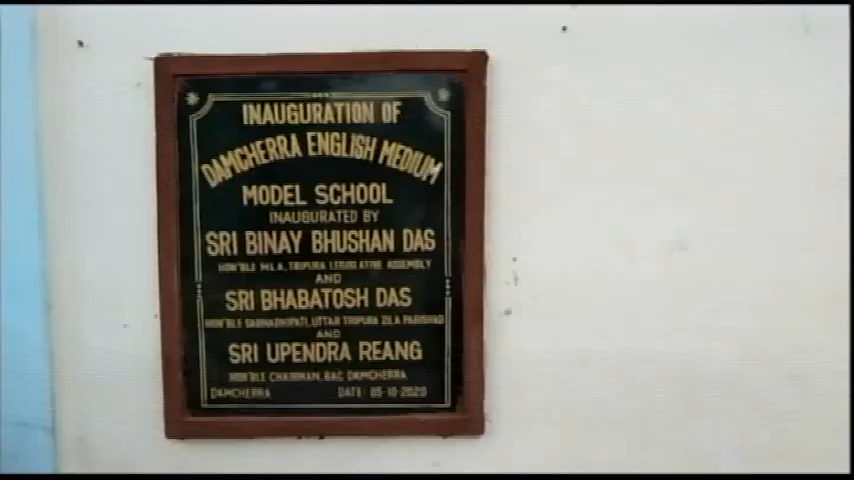 INAUGURATION OF
DAMCHERRA ENGLISH MEDIUM
MODEL SCHOOL
INAUGURATED BY
SRI BINAY BHUSHAN DAS
HON'BLE MLA, TRIPURA LEGISLATIVE ASSEMBLY
AND
SRI BHABATOSH DAS
HON'BLE SABHADHIPATI, UTTAR TRIPURA ZILA PARISHAD
AND
SRI UPENDRA REANG
HON'BLE CHAIRMAN, BAC DAMCHERRA
DAMCHERRA DATE: 05-10-2020